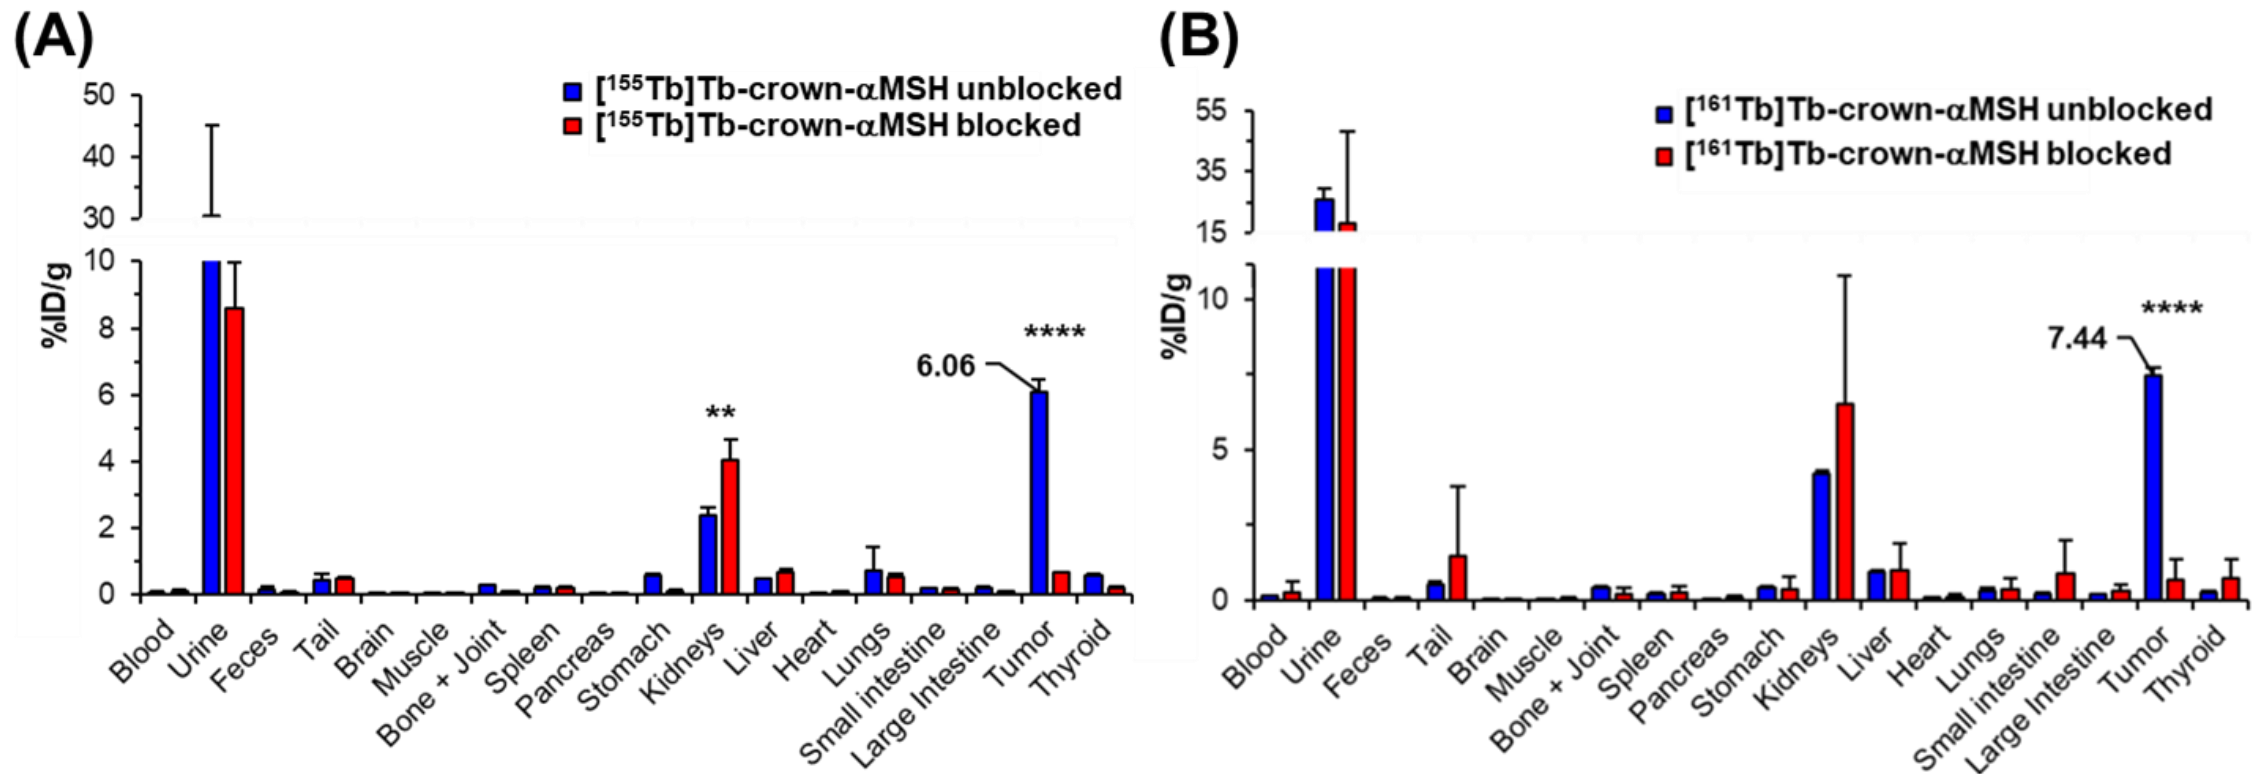 (A)
[¹⁵⁵Tb]Tb-crown-αMSH unblocked
[¹⁵⁵Tb]Tb-crown-αMSH blocked
50
40
30
10
8
6
4
2
0
%ID/g
**
6.06
****
Blood
Urine
Feces
Tail
Brain
Muscle
Bone + Joint
Spleen
Pancreas
Stomach
Kidneys
Liver
Heart
Lungs
Small intestine
Large Intestine
Tumor
Thyroid
(B)
[¹⁶¹Tb]Tb-crown-αMSH unblocked
[¹⁶¹Tb]Tb-crown-αMSH blocked
55
35
15
10
5
0
%ID/g
7.44
****
Blood
Urine
Feces
Tail
Brain
Muscle
Bone + Joint
Spleen
Pancreas
Stomach
Kidneys
Liver
Heart
Lungs
Small intestine
Large Intestine
Tumor
Thyroid